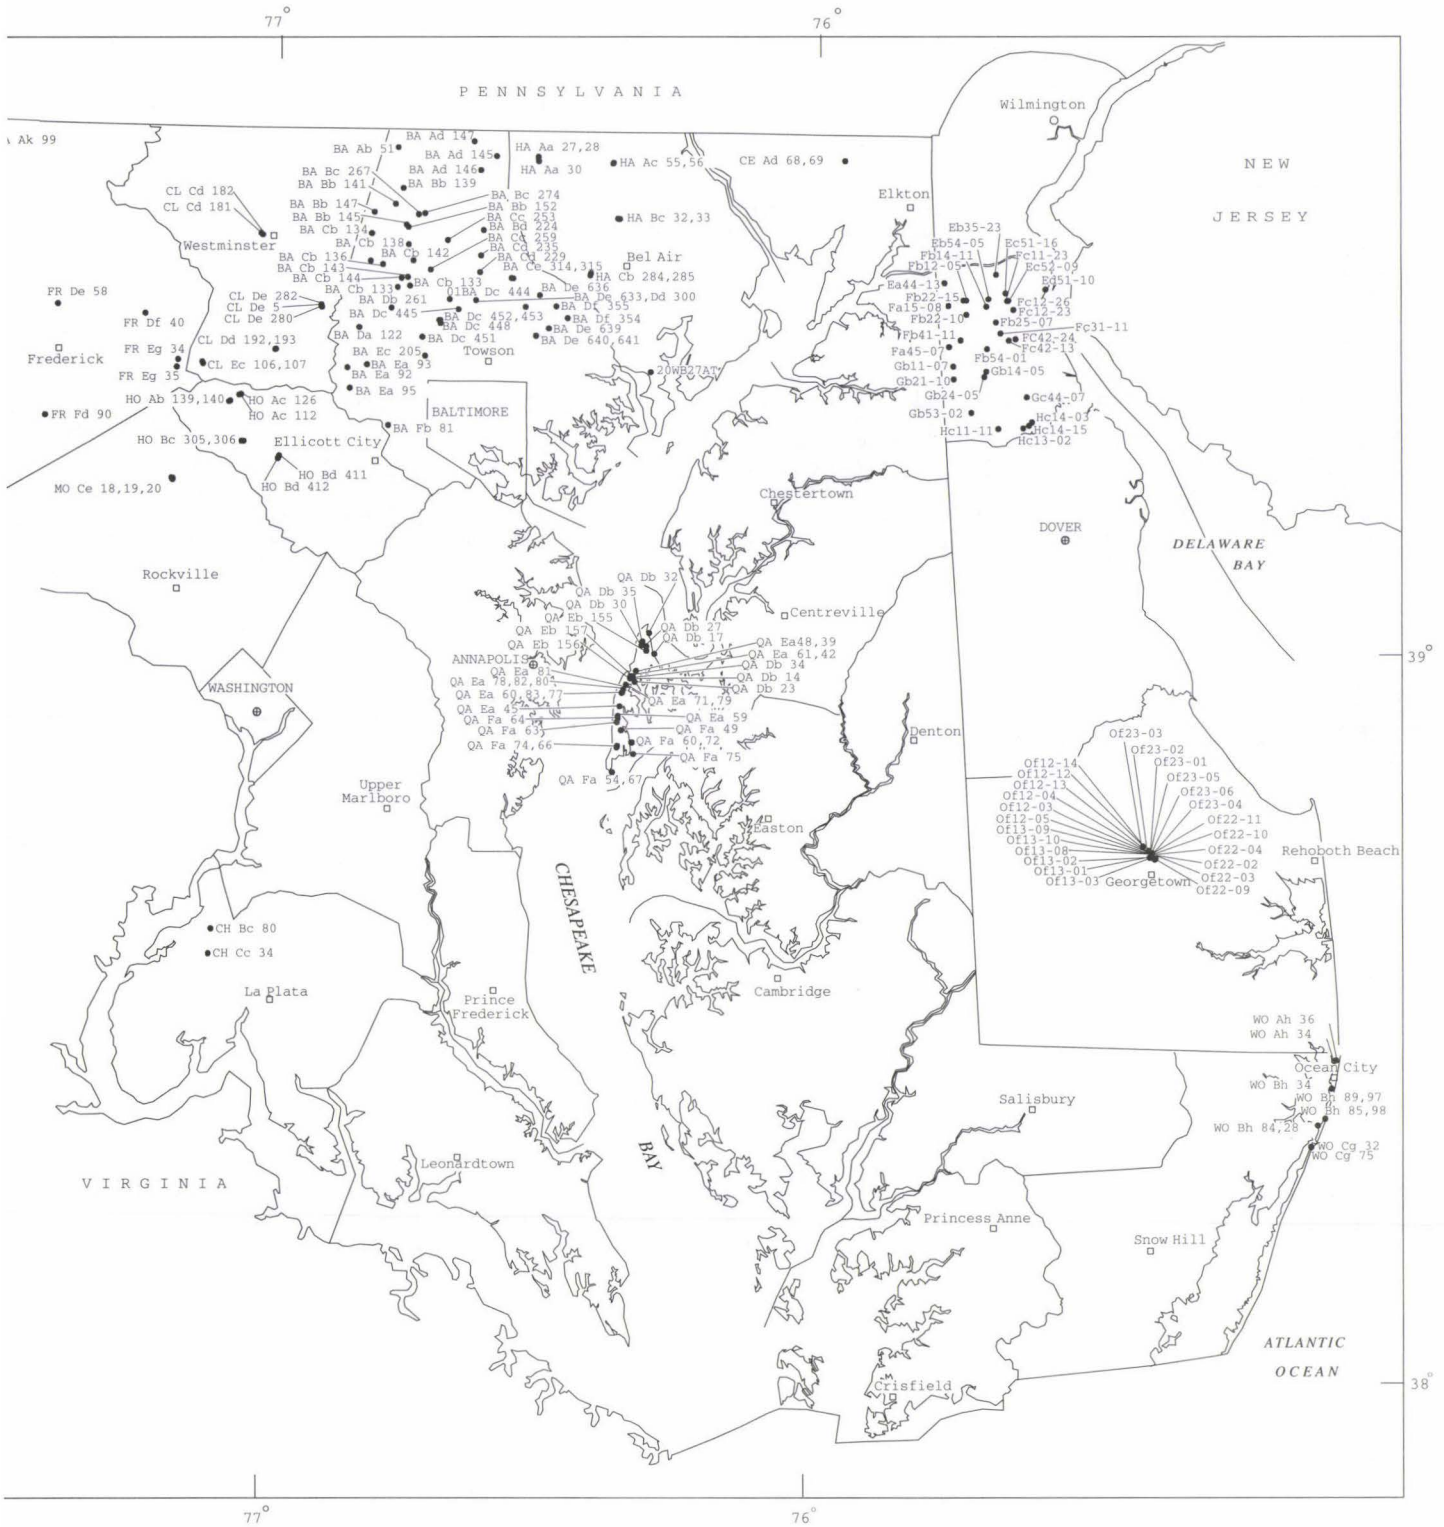 77°
76°
PENNSYLVANIA
Wilmington
NEW
JERSEY
Ak 99
BA Ad 147
BA Ab 51
BA Ad 145
HA Aa 27,28
HA Aa 30
HA Ac 55,56
CE Ad 68,69
BA Bc 267
BA Ad 146
BA Bb 141
BA Bb 139
CL Cd 182
CL Cd 181
Elkton
BA Bb 147
BA Bb 145
BA Cb 134
BA Bc 274
BA Bb 152
BA Cc 253
BA Bd 224
BA Cd 259
BA Cd 235
BA Cd 229
HA Bc 32,33
Westminster
BA Cb 138
BA Cb 142
BA Cb 136
BA Cb 143
BA Cb 144
BA Cb 133
BA Cb 133
BA Ce 314,315
Bel Air
HA Cb 284,285
Eb35-23
Eb54-05
Fb14-11
Fb12-05
Ec51-16
Fc11-23
Ec52-09
Ed51-10
Ea44-13
Fb22-15
Fa15-08
Fb22-10
Fc12-26
Fc12-23
Fb25-07
Fc31-11
Fb41-11
Fc42-24
Fc42-13
Fa45-07
Fb54-01
Gb11-07
Gb14-05
Gb21-10
Gb24-05
Gc44-07
Gb53-02
Hc14-03
Hc11-11
Hc14-15
Hc13-02
FR De 58
CL De 282
CL De 5
CL De 280
BA Db 261
01BA Dc 444
BA De 636
BA De 633,Dd 300
BA Dc 445
BA Dc 452,453
BA Df 355
BA Df 354
FR Df 40
BA Da 122
BA Dc 448
BA Dc 451
BA De 639
BA De 640,641
CL Dd 192,193
Frederick
FR Eg 34
FR Eg 35
CL Ec 106,107
BA Ec 205
BA Ea 93
BA Ea 92
BA Ea 95
Towson
20WB27AT
HO Ab 139,140
HO Ac 126
HO Ac 112
FR Fd 90
BALTIMORE
BA Fb 81
HO Bc 305,306
Ellicott City
HO Bd 411
HO Bd 412
MO Ce 18,19,20
Chestertown
DOVER
DELAWARE
BAY
Rockville
QA Db 32
QA Db 35
QA Db 30
QA Eb 155
QA Eb 157
QA Eb 156
Centreville
QA Db 27
QA Db 17
QA Ea48,39
QA Ea 61,42
QA Db 34
QA Db 14
QA Db 23
39°
ANNAPOLIS
QA Ea 81
QA Ea 78,82,80
QA Ea 60,83,77
QA Ea 71,79
QA Ea 45
QA Ea 59
QA Fa 64
QA Fa 63
QA Fa 49
QA Fa 60,72
QA Fa 74,66
QA Fa 75
QA Fa 54,67
WASHINGTON
Denton
Upper
Marlboro
Easton
Of23-03
Of23-02
Of23-01
Of23-05
Of23-06
Of23-04
Of22-11
Of22-10
Of22-04
Of22-02
Of22-03
Of22-09
Of12-14
Of12-12
Of12-13
Of12-04
Of12-03
Of12-05
Of13-09
Of13-10
Of13-08
Of13-02
Of13-01
Of13-03
Georgetown
Rehoboth Beach
CHESAPEAKE
BAY
CH Bc 80
CH Cc 34
La Plata
Prince
Frederick
Cambridge
WO Ah 36
WO Ah 34
Ocean City
WO Bh 34
WO Bh 89,97
WO Bh 85,98
WO Bh 84,28
WO Cg 32
WO Cg 75
Salisbury
Leonardtown
VIRGINIA
Princess Anne
Snow Hill
ATLANTIC
OCEAN
Crisfield
38°
77°
76°